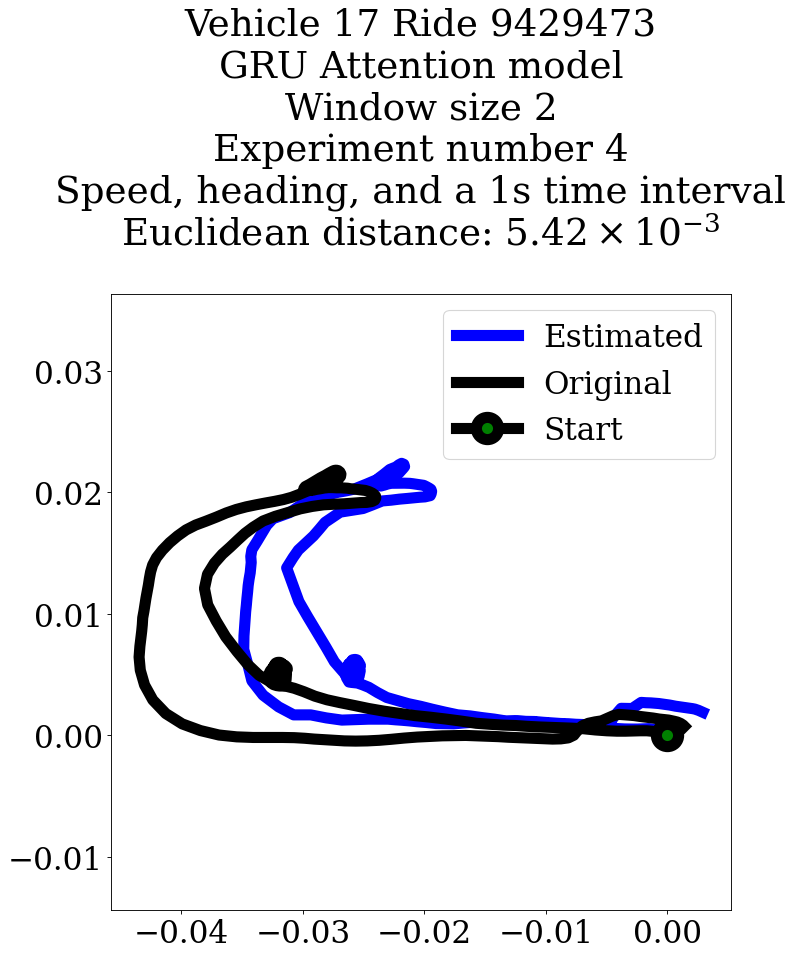 Vehicle 17 Ride 9429473
GRU Attention model
Window size 2
Experiment number 4
Speed, heading, and a 1s time interval
Euclidean distance: 5.42 × 10⁻³
Estimated
Original
Start
0.03
0.02
0.01
0.00
−0.01
−0.04 −0.03 −0.02 −0.01 0.00